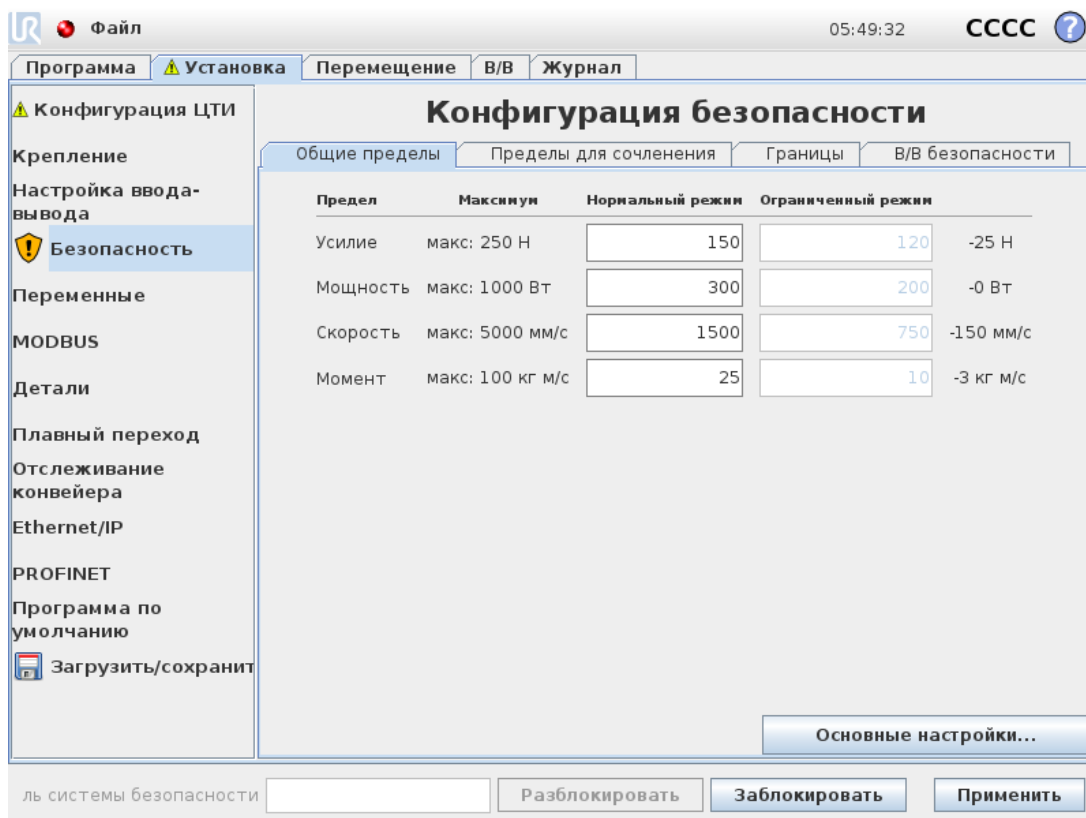 UR Файл 05:49:32 CCCC ?
Программа Установка Перемещение В/В Журнал
Конфигурация ЦТИ
Крепление
Настройка ввода-
вывода
Безопасность
Переменные
MODBUS
Детали
Плавный переход
Отслеживание
конвейера
Ethernet/IP
PROFINET
Программа по
умолчанию
Загрузить/сохранит
Конфигурация безопасности
Общие пределы Пределы для сочленения Границы В/В безопасности
Предел Максимум Нормальный режим Ограниченный режим
Усилие макс: 250 Н 150 120 -25 Н
Мощность макс: 1000 Вт 300 200 -0 Вт
Скорость макс: 5000 мм/с 1500 750 -150 мм/с
Момент макс: 100 кг м/с 25 10 -3 кг м/с
Основные настройки...
ль системы безопасности Разблокировать Заблокировать Применить